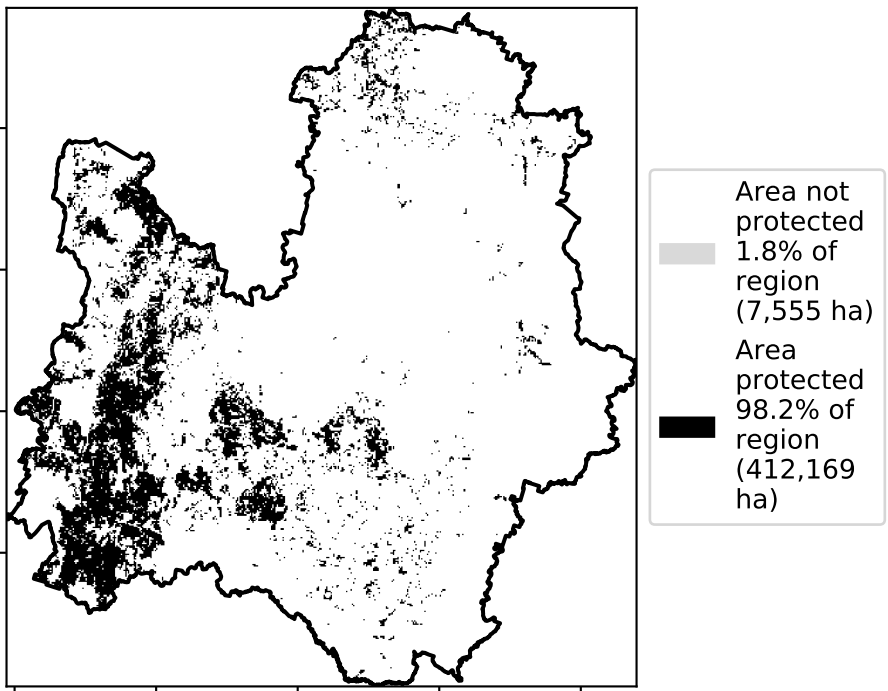 Area not
protected
1.8% of
region
(7,555 ha)
Area
protected
98.2% of
region
(412,169
ha)